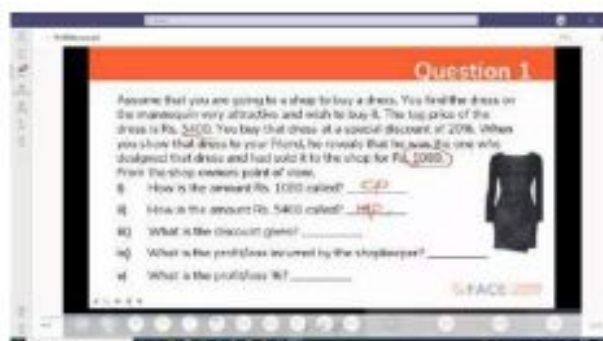 Question 1
Assume that you are going to a shop to buy a dress. You find the dress on
the mannequin very attractive and wish to buy it. The tag price of the
dress is Rs. 5400. You buy that dress at a special discount of 20%. When
you show that dress to your friend, he reveals that he was the one who
designed that dress and had sold it to the shop for Rs. 1080.
From the shop owners point of view.
i) How is the amount Rs. 1080 called? CP
ii) How is the amount Rs. 5400 called? MP
iii) What is the discount given?
iv) What is the profit/loss incurred by the shopkeeper?
v) What is the profit/loss %?
FACE